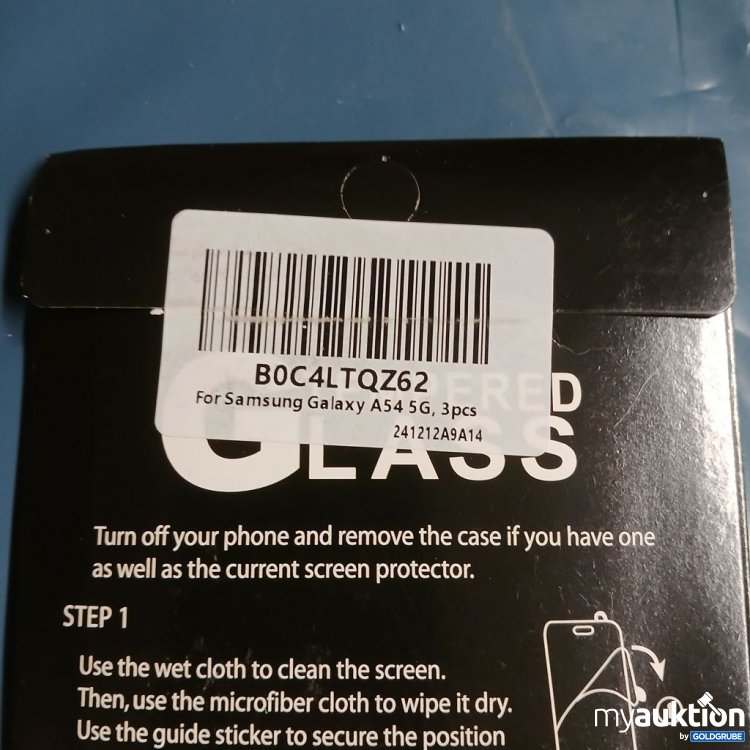 B0C4LTQZ62
For Samsung Galaxy A54 5G, 3pcs
241212A9A14
GLASS
Turn off your phone and remove the case if you have one
as well as the current screen protector.
STEP 1
Use the wet cloth to clean the screen.
Then, use the microfiber cloth to wipe it dry.
Use the guide sticker to secure the position
myauktion
by GOLDGRUBE